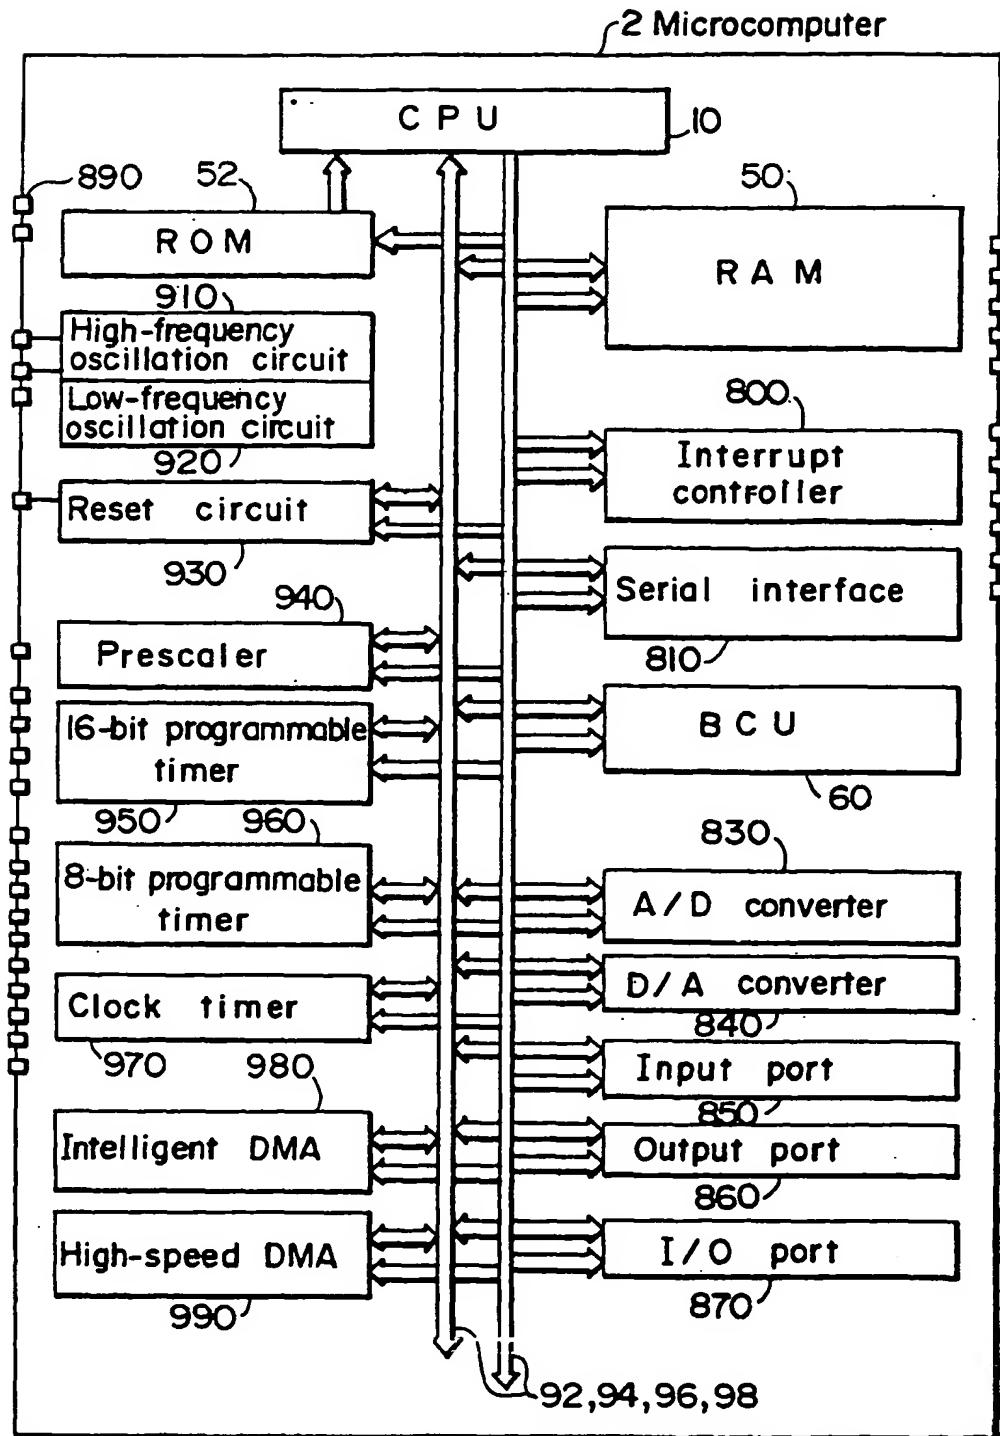 2 Microcomputer
CPU
10
890
52
50
ROM
RAM
910
High-frequency
oscillation circuit
Low-frequency
oscillation circuit
920
800
Interrupt
controller
Reset circuit
930
Serial interface
810
940
Prescaler
16-bit programmable
timer
950
BCU
60
960
8-bit programmable
timer
830
A/D converter
D/A converter
840
Clock timer
970
Input port
850
980
Intelligent DMA
Output port
860
High-speed DMA
990
I/O port
870
92,94,96,98